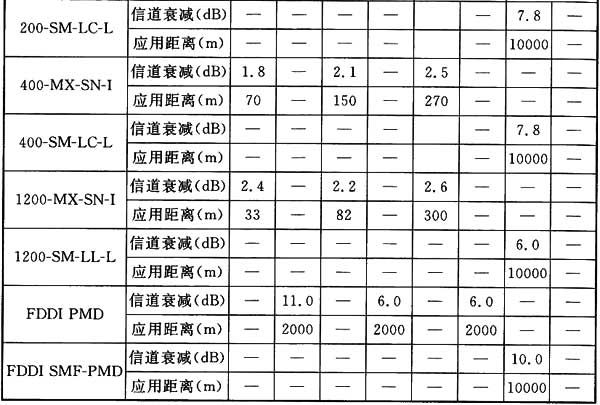 200-SM-LC-L 信道衰减(dB) — — — — — — 7.8 —
应用距离(m) — — — — — — 10000 —
400-MX-SN-I 信道衰减(dB) 1.8 — 2.1 — 2.5 — — —
应用距离(m) 70 — 150 — 270 — — —
400-SM-LC-L 信道衰减(dB) — — — — — — 7.8 —
应用距离(m) — — — — — — 10000 —
1200-MX-SN-I 信道衰减(dB) 2.4 — 2.2 — 2.6 — — —
应用距离(m) 33 — 82 — 300 — — —
1200-SM-LL-L 信道衰减(dB) — — — — — — 6.0 —
应用距离(m) — — — — — — 10000 —
FDDI PMD 信道衰减(dB) — 11.0 — 6.0 — 6.0 — —
应用距离(m) — 2000 — 2000 — 2000 — —
FDDI SMF-PMD 信道衰减(dB) — — — — — — 10.0 —
应用距离(m) — — — — — — 10000 —